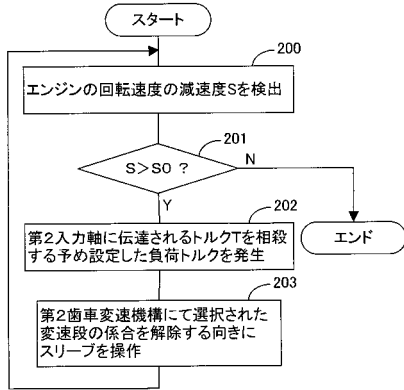 スタート
200
エンジンの回転速度の減速度Sを検出
201
S>S0 ?
N
Y
202
第2入力軸に伝達されるトルクTを相殺
する予め設定した負荷トルクを発生
エンド
203
第2歯車変速機構にて選択された
変速段の係合を解除する向きに
スリーブを操作